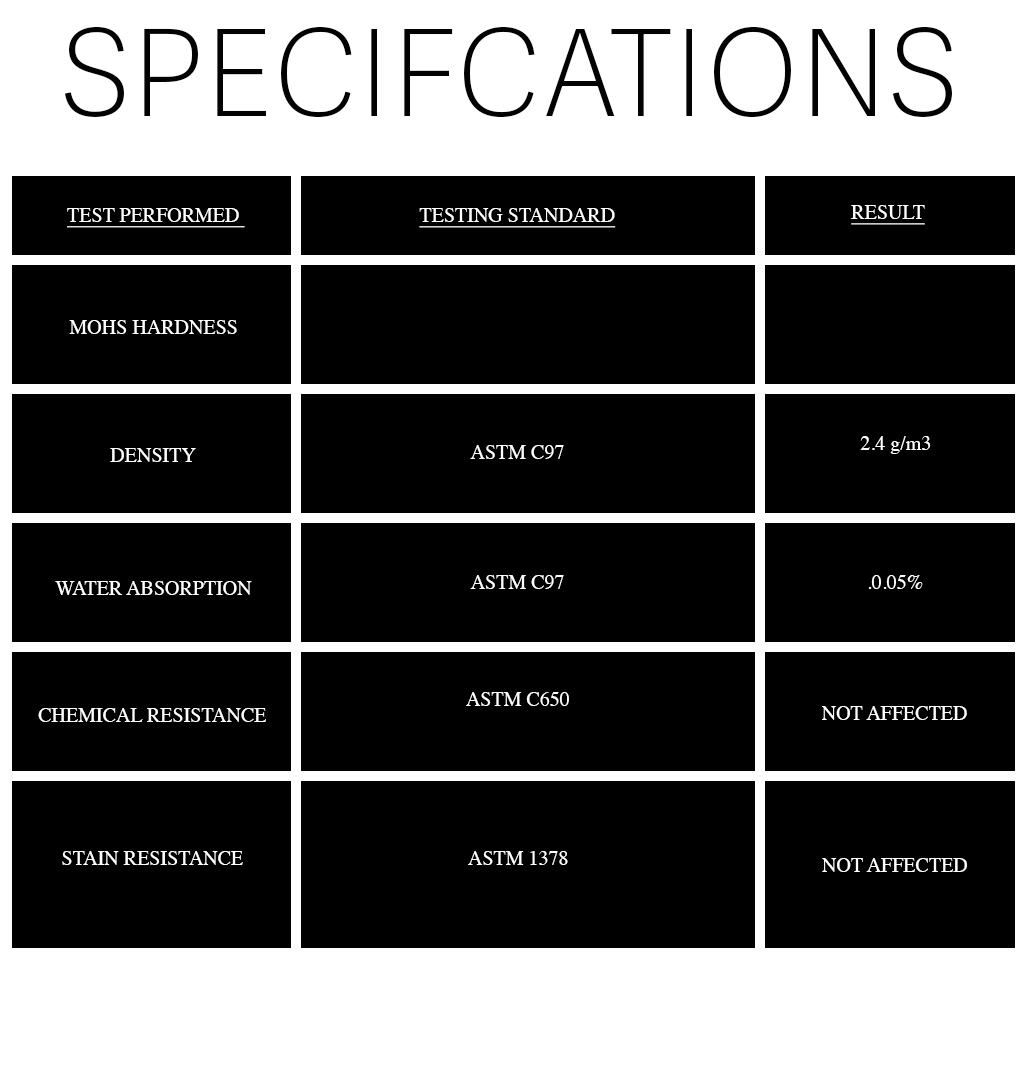 SPECIFCATIONS
TEST PERFORMED TESTING STANDARD RESULT
MOHS HARDNESS
DENSITY ASTM C97 2.4 g/m3
WATER ABSORPTION ASTM C97 .0.05%
CHEMICAL RESISTANCE ASTM C650 NOT AFFECTED
STAIN RESISTANCE ASTM 1378 NOT AFFECTED